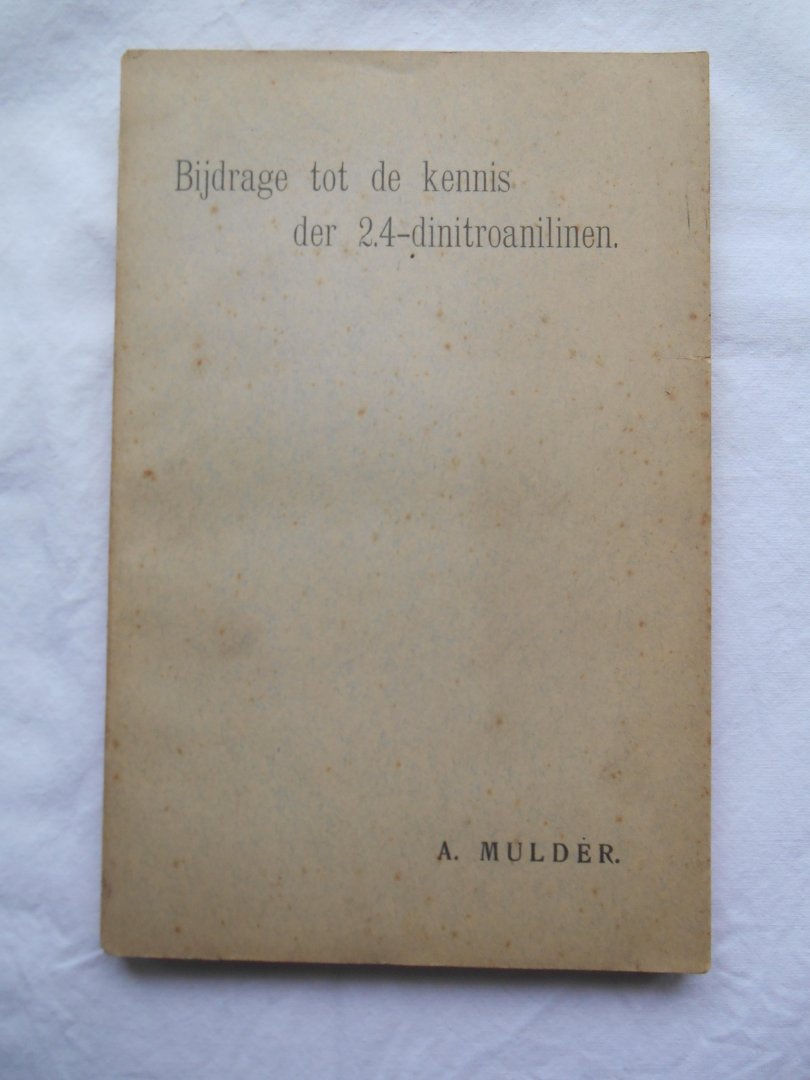 Bijdrage tot de kennis
der 2.4-dinitroanilinen.
A. MULDER.